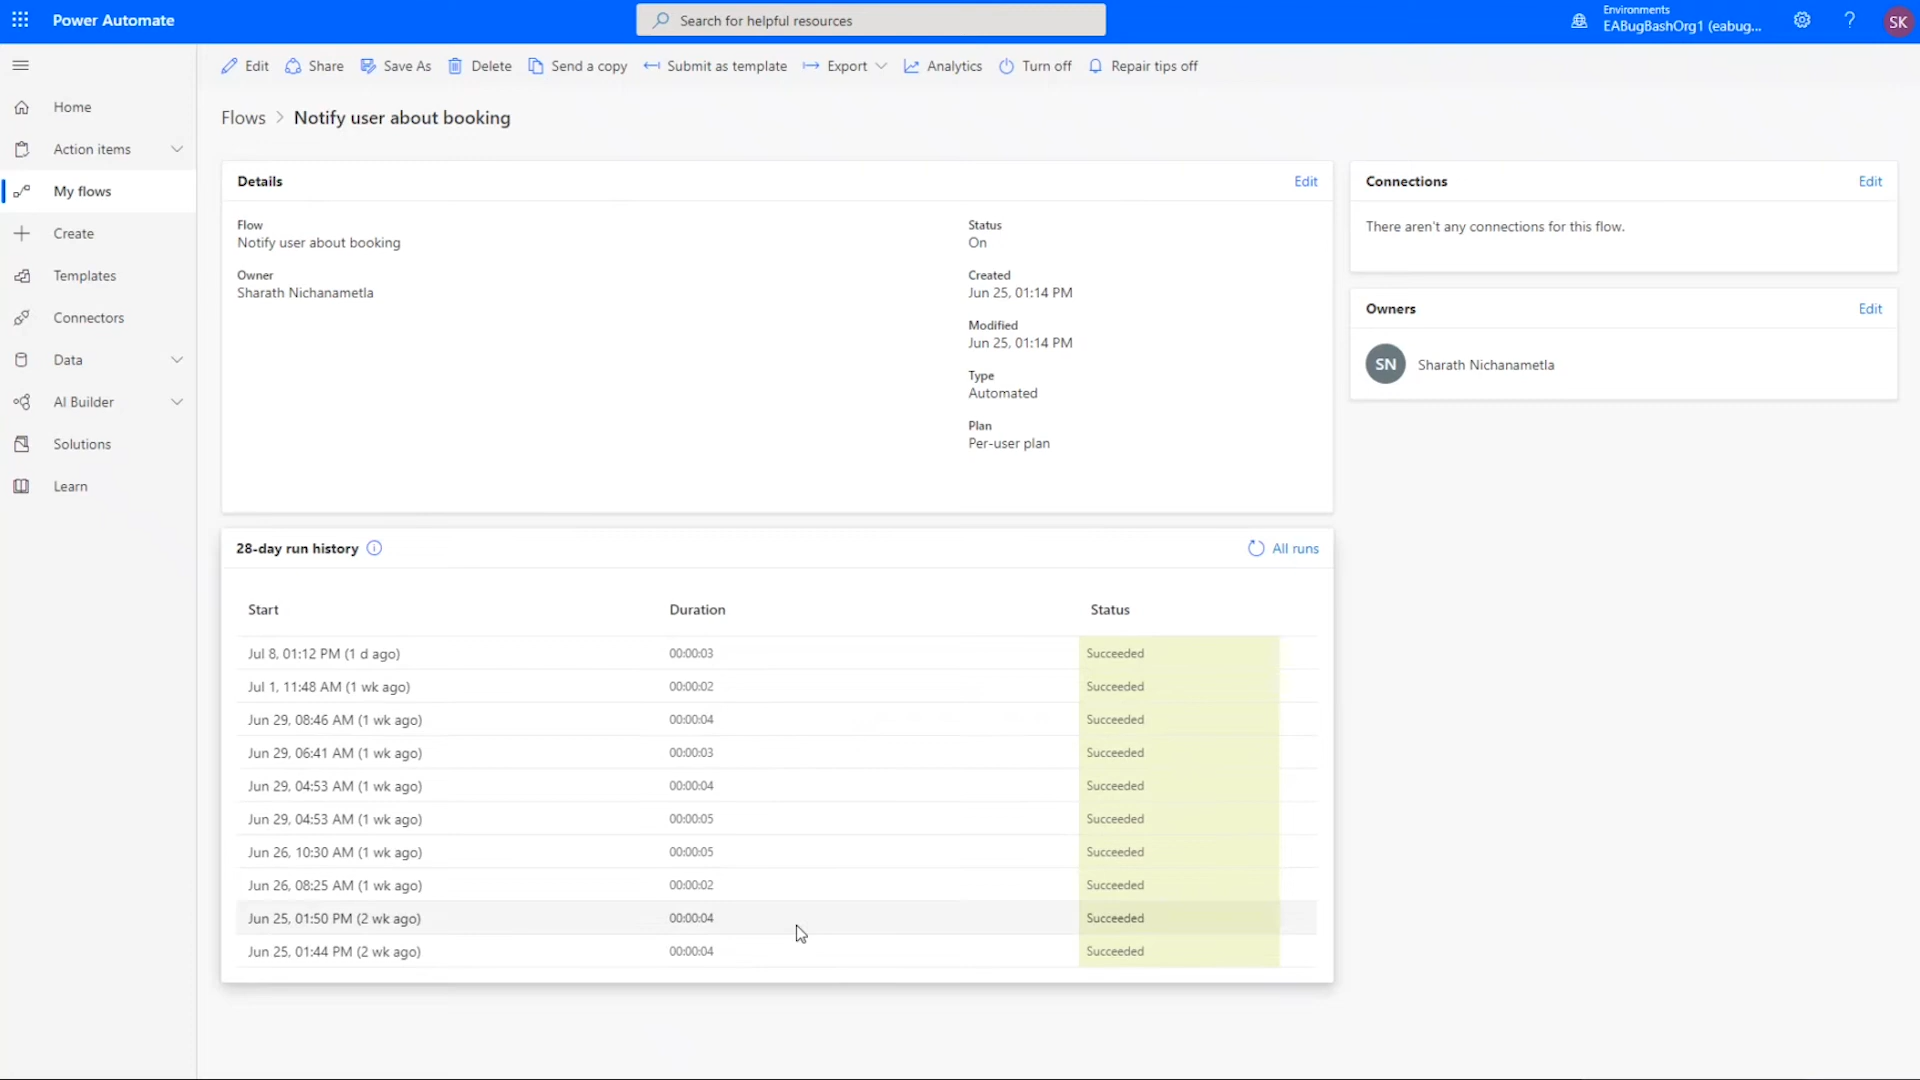 Power Automate
Search for helpful resources
Environments
EABugBashOrg1 (eabug...
?
SK
Edit
Share
Save As
Delete
Send a copy
Submit as template
Export
Analytics
Turn off
Repair tips off
Home
Action items
My flows
Create
Templates
Connectors
Data
AI Builder
Solutions
Learn
Flows > Notify user about booking
Details
Edit
Flow
Notify user about booking
Owner
Sharath Nichanametla
Status
On
Created
Jun 25, 01:14 PM
Modified
Jun 25, 01:14 PM
Type
Automated
Plan
Per-user plan
Connections
Edit
There aren't any connections for this flow.
Owners
Edit
SN
Sharath Nichanametla
28-day run history
All runs
Start Duration Status
Jul 8, 01:12 PM (1 d ago) 00:00:03 Succeeded
Jul 1, 11:48 AM (1 wk ago) 00:00:02 Succeeded
Jun 29, 08:46 AM (1 wk ago) 00:00:04 Succeeded
Jun 29, 06:41 AM (1 wk ago) 00:00:03 Succeeded
Jun 29, 04:53 AM (1 wk ago) 00:00:04 Succeeded
Jun 29, 04:53 AM (1 wk ago) 00:00:05 Succeeded
Jun 26, 10:30 AM (1 wk ago) 00:00:05 Succeeded
Jun 26, 08:25 AM (1 wk ago) 00:00:02 Succeeded
Jun 25, 01:50 PM (2 wk ago) 00:00:04 Succeeded
Jun 25, 01:44 PM (2 wk ago) 00:00:04 Succeeded